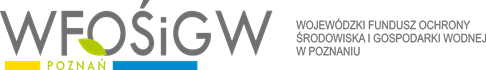 WFOŚiGW
POZNAŃ
WOJEWÓDZKI FUNDUSZ OCHRONY
ŚRODOWISKA I GOSPODARKI WODNEJ
W POZNANIU